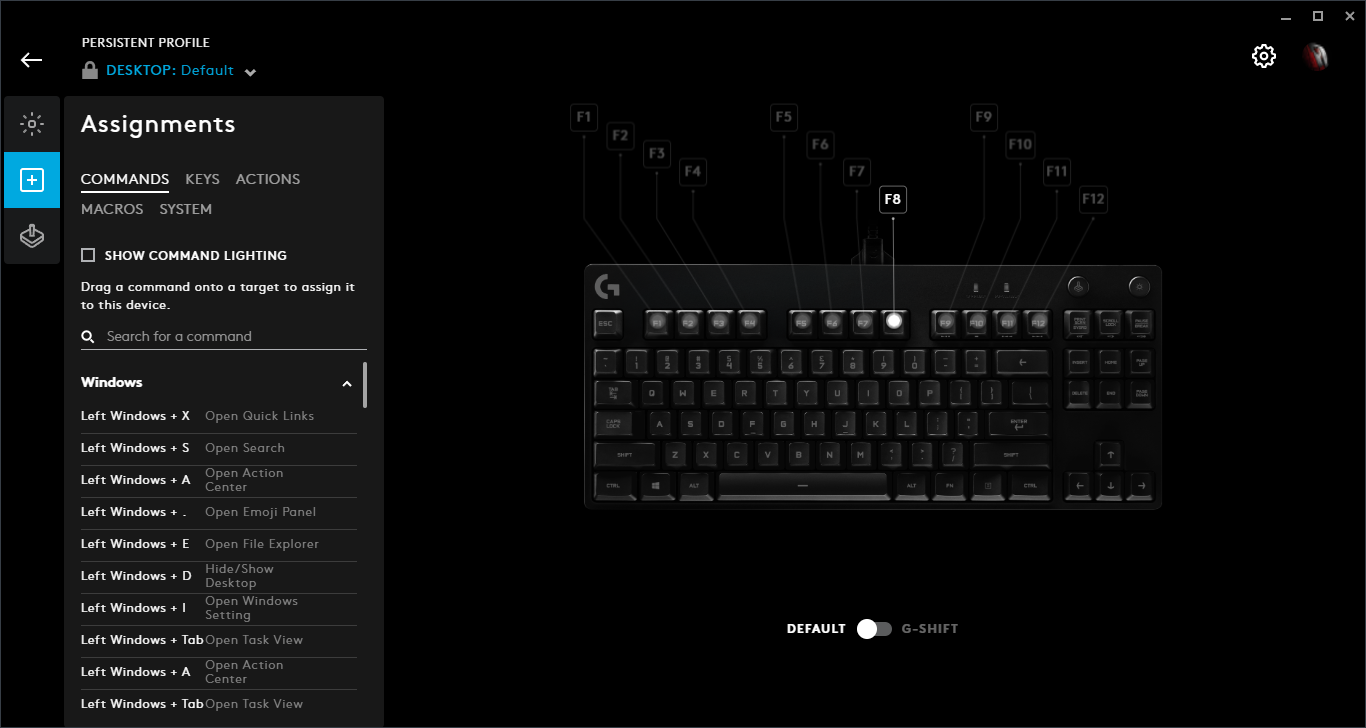 PERSISTENT PROFILE
DESKTOP: Default
Assignments
COMMANDS KEYS ACTIONS
MACROS SYSTEM
SHOW COMMAND LIGHTING
Drag a command onto a target to assign it
to this device.
Search for a command
Windows
Left Windows + X Open Quick Links
Left Windows + S Open Search
Left Windows + A Open Action
Center
Left Windows + . Open Emoji Panel
Left Windows + E Open File Explorer
Left Windows + D Hide/Show
Desktop
Left Windows + I Open Windows
Setting
Left Windows + Tab Open Task View
Left Windows + A Open Action
Center
Left Windows + Tab Open Task View
F1 F5 F9
F2 F6 F10
F3 F7 F11
F4 F8 F12
ESC F1 F2 F3 F4 F5 F6 F7 F9 F10 F11 F12
INSERT HOME PAGE UP
TAB Q W E R T Y U I O P
DELETE END PAGE DOWN
CAPS LOCK A S D F G H J K L ENTER
SHIFT Z X C V B N M SHIFT
CTRL ALT ALT FN CTRL
DEFAULT G-SHIFT